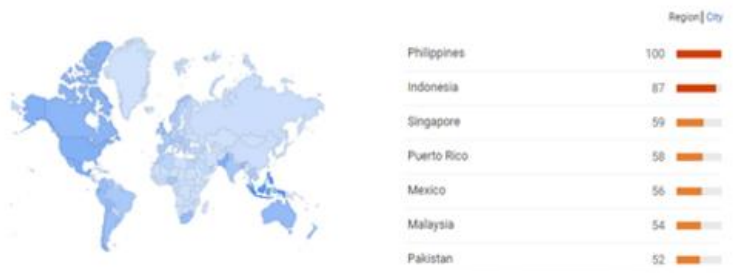 Region| City
Philippines 100
Indonesia 87
Singapore 59
Puerto Rico 58
Mexico 56
Malaysia 54
Pakistan 52